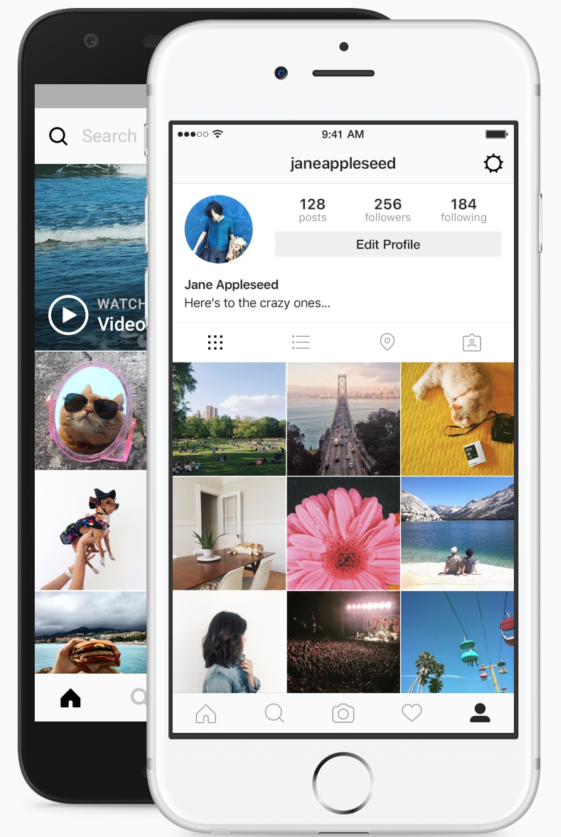 Search
WATCH
Video
9:41 AM
janeappleseed
128
posts
256
followers
184
following
Edit Profile
Jane Appleseed
Here's to the crazy ones...